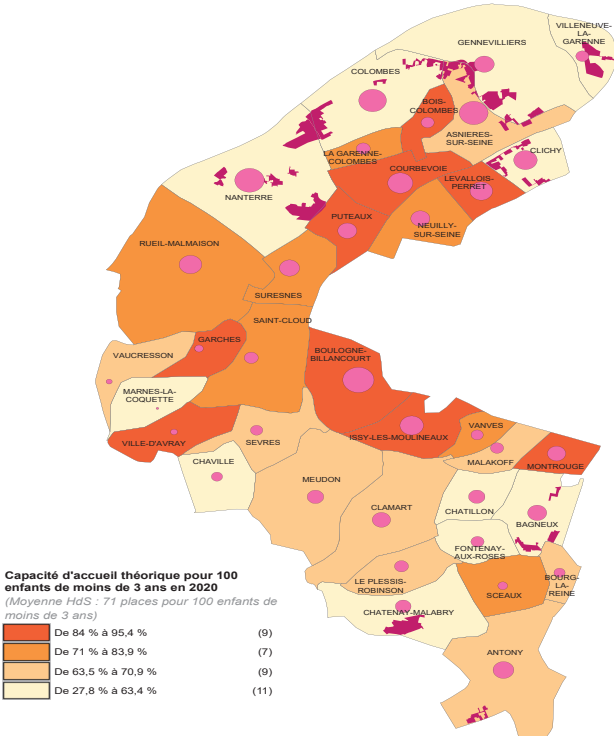 VILLENEUVE-
LA-
GARENNE
GENNEVILLIERS
COLOMBES
BOIS-
COLOMBES
ASNIERES-
SUR-SEINE
CLICHY
LA GARENNE-
COLOMBES
COURBEVOIE
LEVALLOIS-
PERRET
NANTERRE
PUTEAUX
NEUILLY-
SUR-SEINE
RUEIL-MALMAISON
SURESNES
SAINT-CLOUD
GARCHES
VAUCRESSON
BOULOGNE-
BILLANCOURT
MARNES-LA-
COQUETTE
VILLE-D'AVRAY
SEVRES
ISSY-LES-MOULINEAUX
VANVES
MALAKOFF
MONTROUGE
CHAVILLE
MEUDON
CLAMART
CHATILLON
BAGNEUX
FONTENAY-
AUX-ROSES
LE PLESSIS-
ROBINSON
SCEAUX
BOURG-
LA-
REINE
CHATENAY-MALABRY
ANTONY
Capacité d'accueil théorique pour 100
enfants de moins de 3 ans en 2020
(Moyenne HdS : 71 places pour 100 enfants de
moins de 3 ans)
De 84 % à 95,4 % (9)
De 71 % à 83,9 % (7)
De 63,5 % à 70,9 % (9)
De 27,8 % à 63,4 % (11)